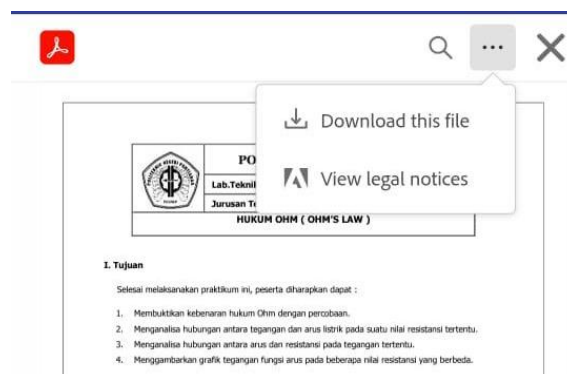 Download this file
View legal notices
PO
Lab.Tekni
Jurusan Te
HUKUM OHM ( OHM'S LAW )
I. Tujuan
Selesai melaksanakan praktikum ini, peserta diharapkan dapat :
1. Membuktikan kebenaran hukum Ohm dengan percobaan.
2. Menganalisa hubungan antara tegangan dan arus listrik pada suatu nilai resistansi tertentu.
3. Menganalisa hubungan antara arus dan resistansi pada tegangan tertentu.
4. Menggambarkan grafik tegangan fungsi arus pada beberapa nilai resistansi yang berbeda.